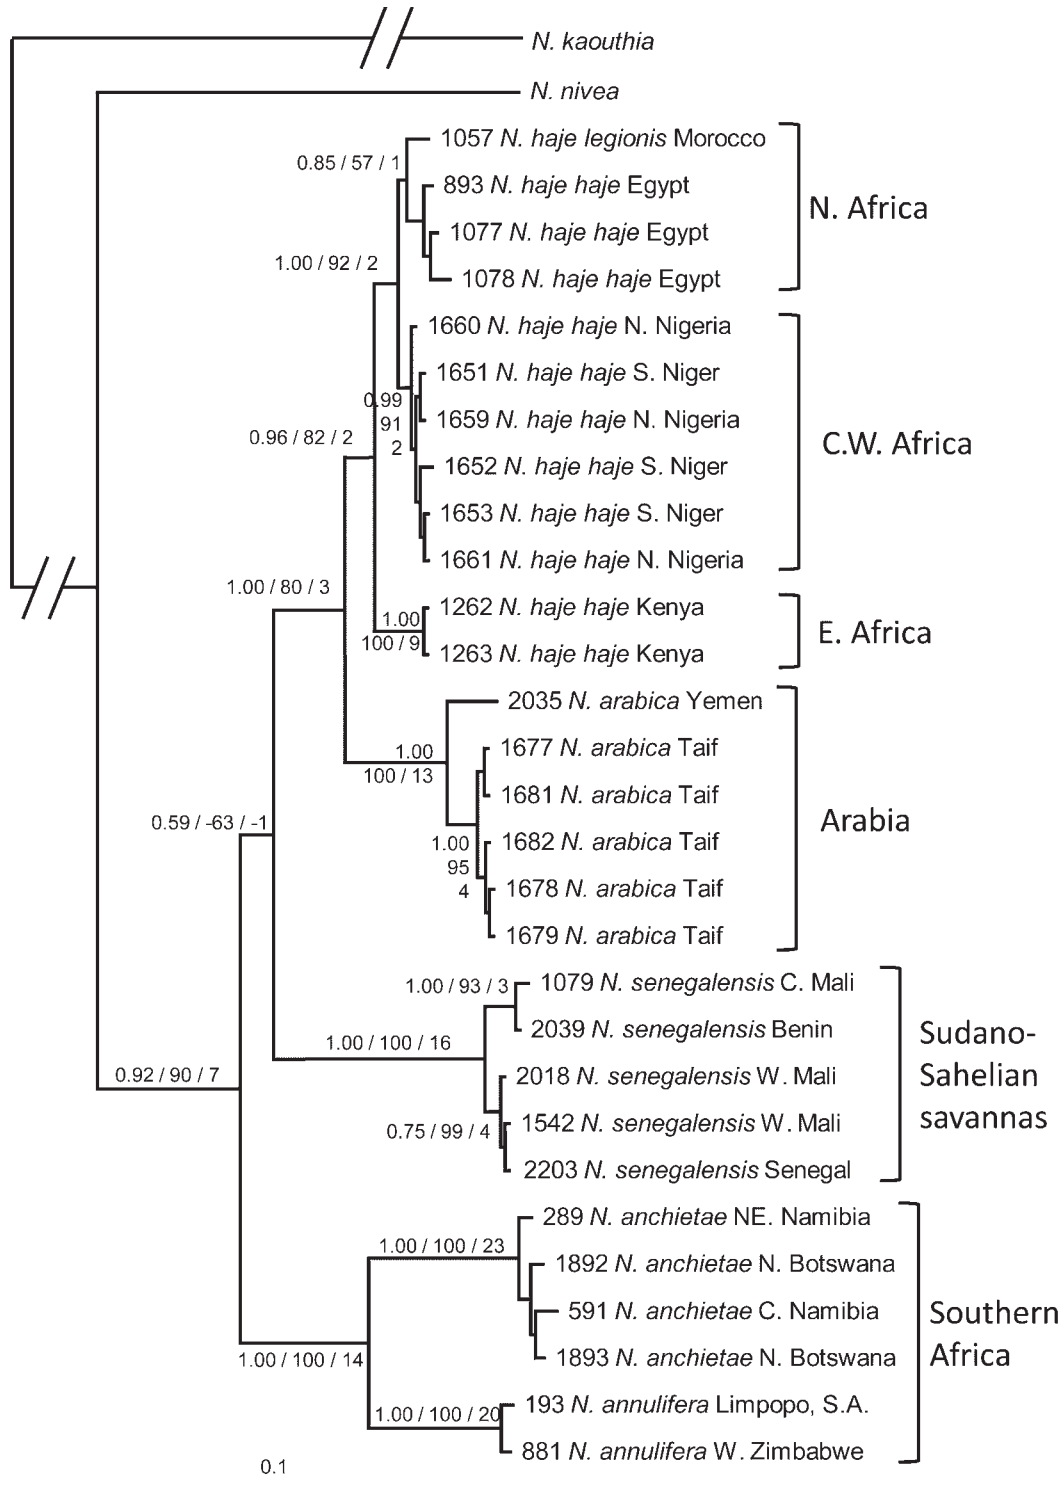 N. kaouthia
N. nivea
1057 N. haje legionis Morocco
0.85 / 57 / 1
893 N. haje haje Egypt
N. Africa
1077 N. haje haje Egypt
1.00 / 92 / 2
1078 N. haje haje Egypt
1660 N. haje haje N. Nigeria
1651 N. haje haje S. Niger
0.99
91
2
1659 N. haje haje N. Nigeria
0.96 / 82 / 2
C.W. Africa
1652 N. haje haje S. Niger
1653 N. haje haje S. Niger
1661 N. haje haje N. Nigeria
1.00 / 80 / 3
1262 N. haje haje Kenya
1.00
100 / 9
E. Africa
1263 N. haje haje Kenya
2035 N. arabica Yemen
1677 N. arabica Taif
1.00
100 / 13
1681 N. arabica Taif
0.59 / -63 / -1
Arabia
1682 N. arabica Taif
1.00
95
4
1678 N. arabica Taif
1679 N. arabica Taif
1079 N. senegalensis C. Mali
1.00 / 93 / 3
2039 N. senegalensis Benin
1.00 / 100 / 16
Sudano-
Sahelian
savannas
2018 N. senegalensis W. Mali
0.92 / 90 / 7
1542 N. senegalensis W. Mali
0.75 / 99 / 4
2203 N. senegalensis Senegal
289 N. anchietae NE. Namibia
1.00 / 100 / 23
1892 N. anchietae N. Botswana
591 N. anchietae C. Namibia
Southern
Africa
1893 N. anchietae N. Botswana
1.00 / 100 / 14
193 N. annulifera Limpopo, S.A.
1.00 / 100 / 20
881 N. annulifera W. Zimbabwe
0.1